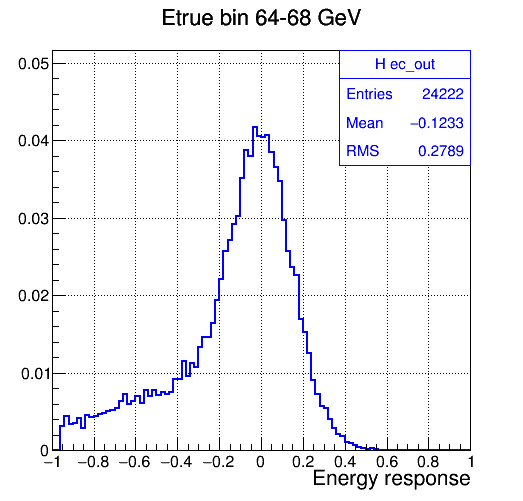 Etrue bin 64-68 GeV
H ec_out
Entries 24222
Mean −0.1233
RMS 0.2789
0.05
0.04
0.03
0.02
0.01
0
−1 −0.8 −0.6 −0.4 −0.2 0 0.2 0.4 0.6 0.8 1
Energy response